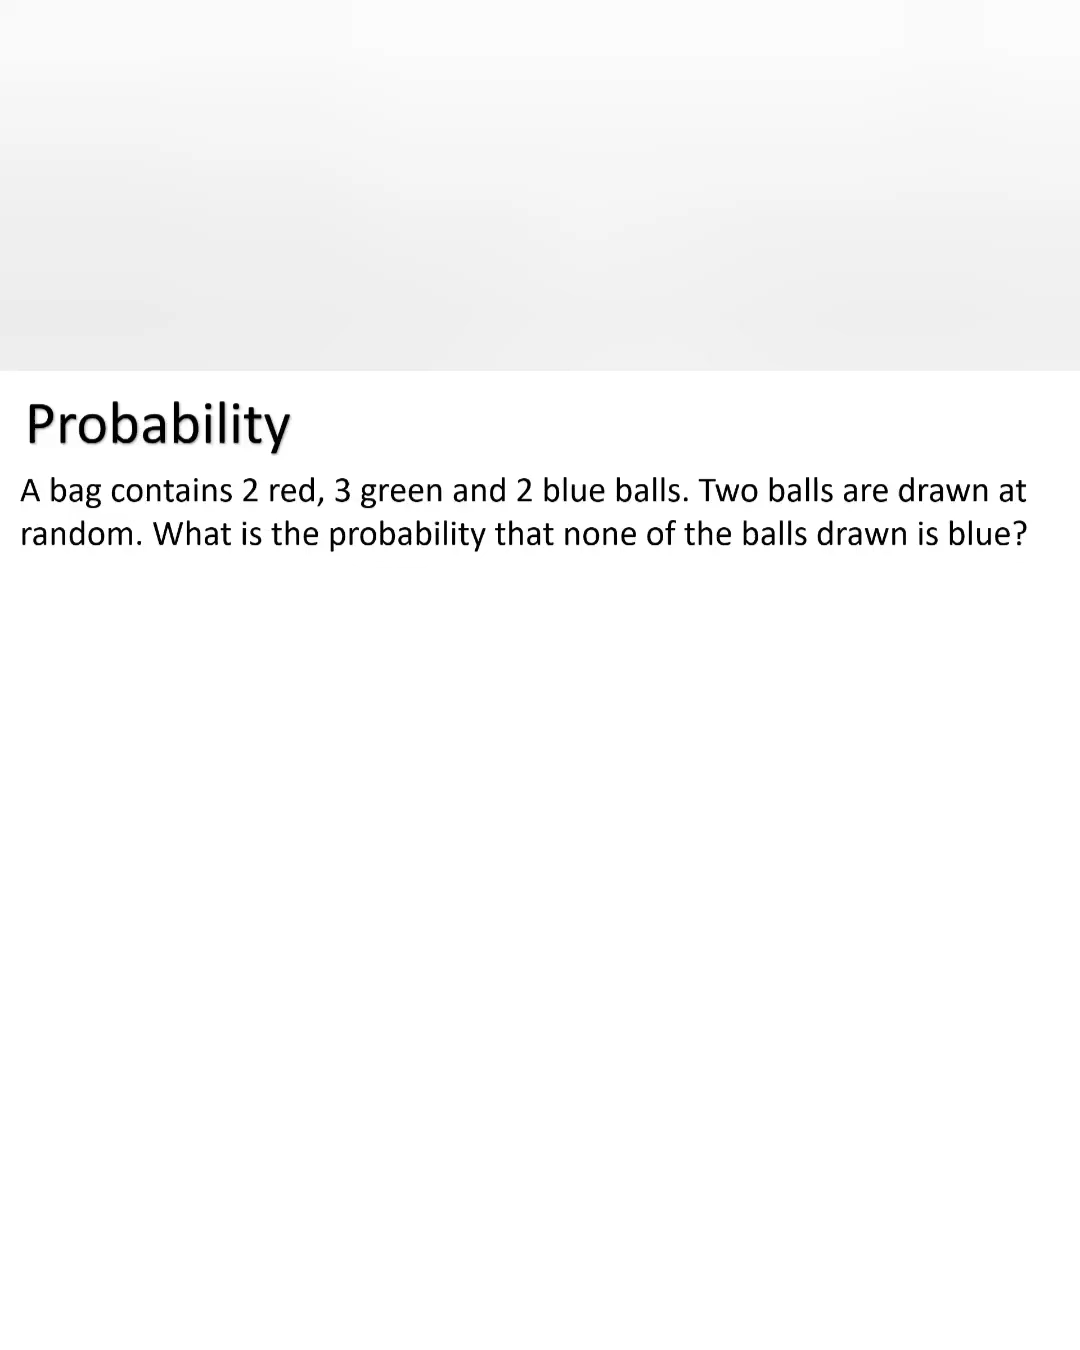 Probability
A bag contains 2 red, 3 green and 2 blue balls. Two balls are drawn at
random. What is the probability that none of the balls drawn is blue?